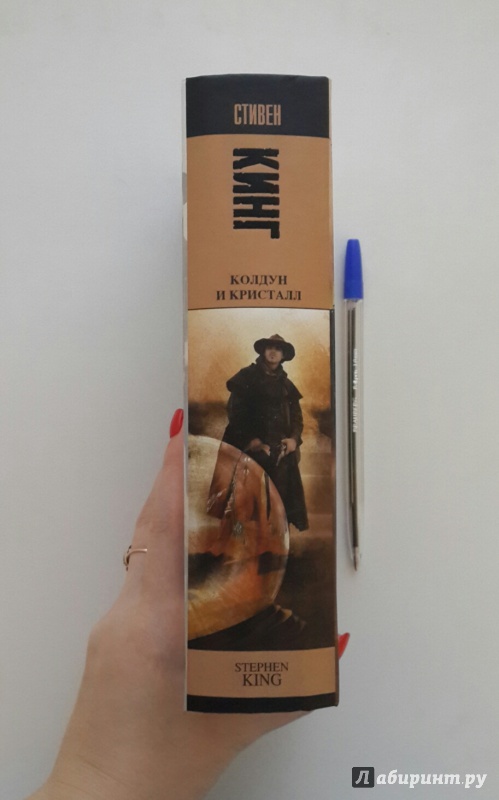 СТИВЕН
КИНГ
КОЛДУН
И КРИСТАЛЛ
STEPHEN
KING
Лабиринт.ру